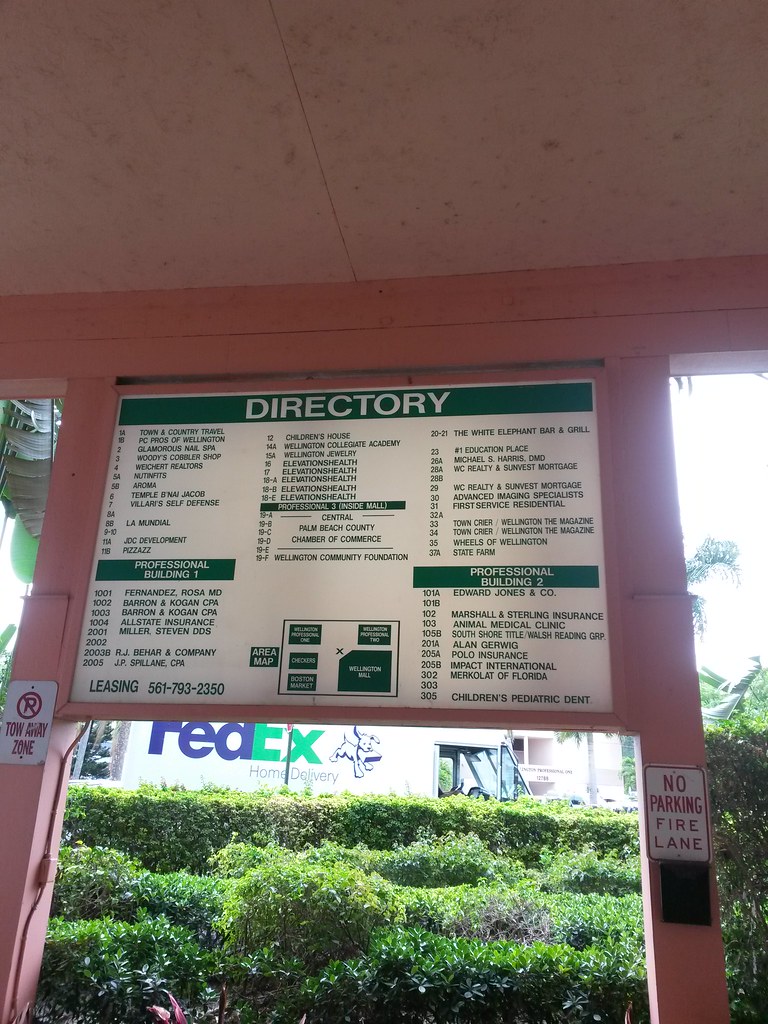 DIRECTORY
1A TOWN & COUNTRY TRAVEL
1B PC PROS OF WELLINGTON
2 GLAMOROUS NAIL SPA
3 WOODY'S COBBLER SHOP
4 WEICHERT REALTORS
5A NUTINFITS
5B AROMA
6 TEMPLE B'NAI JACOB
7 VILLARI'S SELF DEFENSE
8A
8B LA MUNDIAL
9-10
11A JDC DEVELOPMENT
11B PIZZAZZ
PROFESSIONAL
BUILDING 1
1001 FERNANDEZ, ROSA MD
1002 BARRON & KOGAN CPA
1003 BARRON & KOGAN CPA
1004 ALLSTATE INSURANCE
2001 MILLER, STEVEN DDS
2002
2003B R.J. BEHAR & COMPANY
2005 J.P. SPILLANE, CPA
LEASING 561-793-2350
12 CHILDREN'S HOUSE
14A WELLINGTON COLLEGIATE ACADEMY
15A WELLINGTON JEWELRY
16 ELEVATIONSHEALTH
17 ELEVATIONSHEALTH
18-A ELEVATIONSHEALTH
18-B ELEVATIONSHEALTH
18-E ELEVATIONSHEALTH
PROFESSIONAL 3 (INSIDE MALL)
19-A
19-B CENTRAL
19-C PALM BEACH COUNTY
19-D CHAMBER OF COMMERCE
19-E
19-F WELLINGTON COMMUNITY FOUNDATION
AREA
MAP
WELLINGTON
PROFESSIONAL
ONE
WELLINGTON
PROFESSIONAL
TWO
CHECKERS
X
WELLINGTON
MALL
BOSTON
MARKET
20-21 THE WHITE ELEPHANT BAR & GRILL
23 #1 EDUCATION PLACE
26A MICHAEL S. HARRIS, DMD
28A WC REALTY & SUNVEST MORTGAGE
28B
29 WC REALTY & SUNVEST MORTGAGE
30 ADVANCED IMAGING SPECIALISTS
31 FIRSTSERVICE RESIDENTIAL
32A
33 TOWN CRIER / WELLINGTON THE MAGAZINE
34 TOWN CRIER / WELLINGTON THE MAGAZINE
35 WHEELS OF WELLINGTON
37A STATE FARM
PROFESSIONAL
BUILDING 2
101A EDWARD JONES & CO.
101B
102 MARSHALL & STERLING INSURANCE
103 ANIMAL MEDICAL CLINIC
105B SOUTH SHORE TITLE/WALSH READING GRP.
201A ALAN GERWIG
205A POLO INSURANCE
205B IMPACT INTERNATIONAL
302 MERKOLAT OF FLORIDA
303
305 CHILDREN'S PEDIATRIC DENT.
P
TOW AWAY
ZONE
FedEx
Home Delivery
NO
PARKING
FIRE
LANE